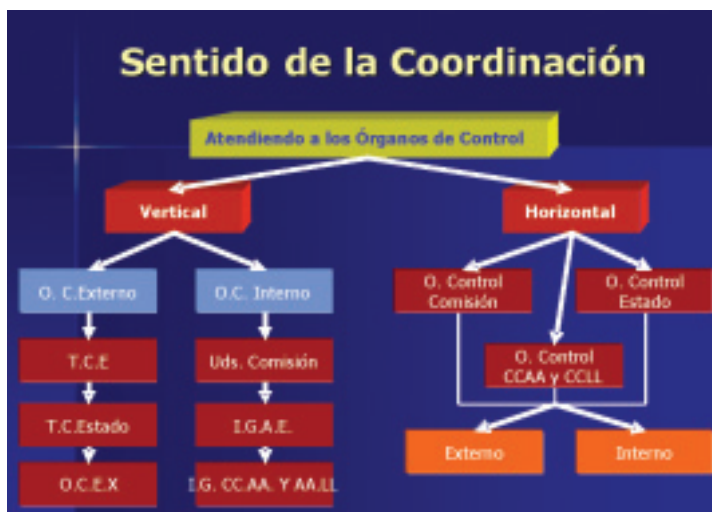 Sentido de la Coordinación
Atendiendo a los Órganos de Control
Vertical
Horizontal
O. C.Externo
O.C. Interno
O. Control
Comisión
O. Control
Estado
T.C.E
Uds. Comisión
O. Control
CCAA y CCLL
T.C.Estado
I.G.A.E.
Externo
Interno
O.C.E.X
I.G. CC.AA. Y AA.LL